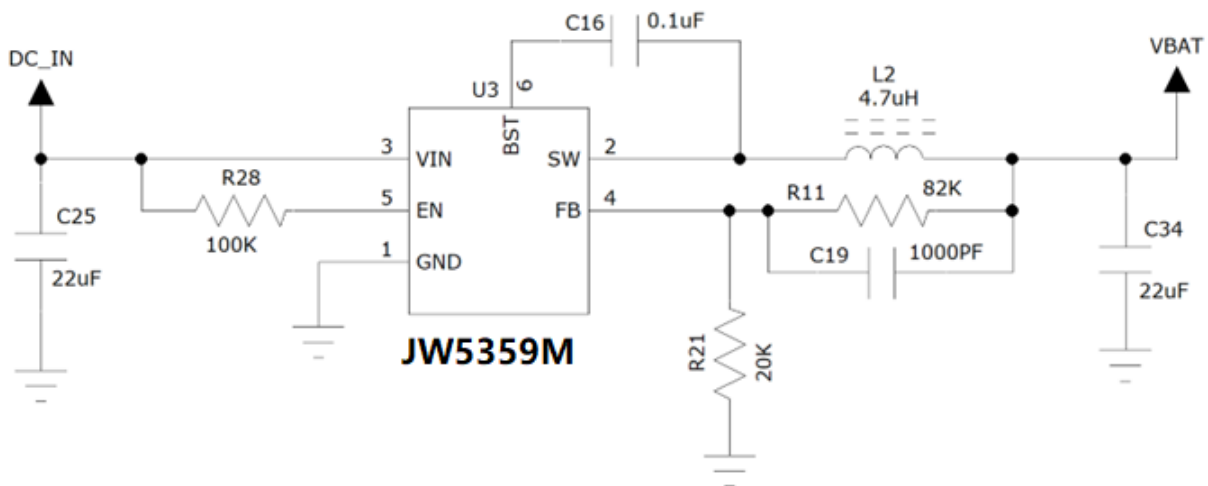 C16
0.1uF
DC_IN
VBAT
U3
6
L2
4.7uH
BST
3
VIN
SW
2
R28
R11
82K
5
EN
FB
4
C25
100K
C34
C19
1000PF
1
GND
22uF
22uF
JW5359M
R21
20K